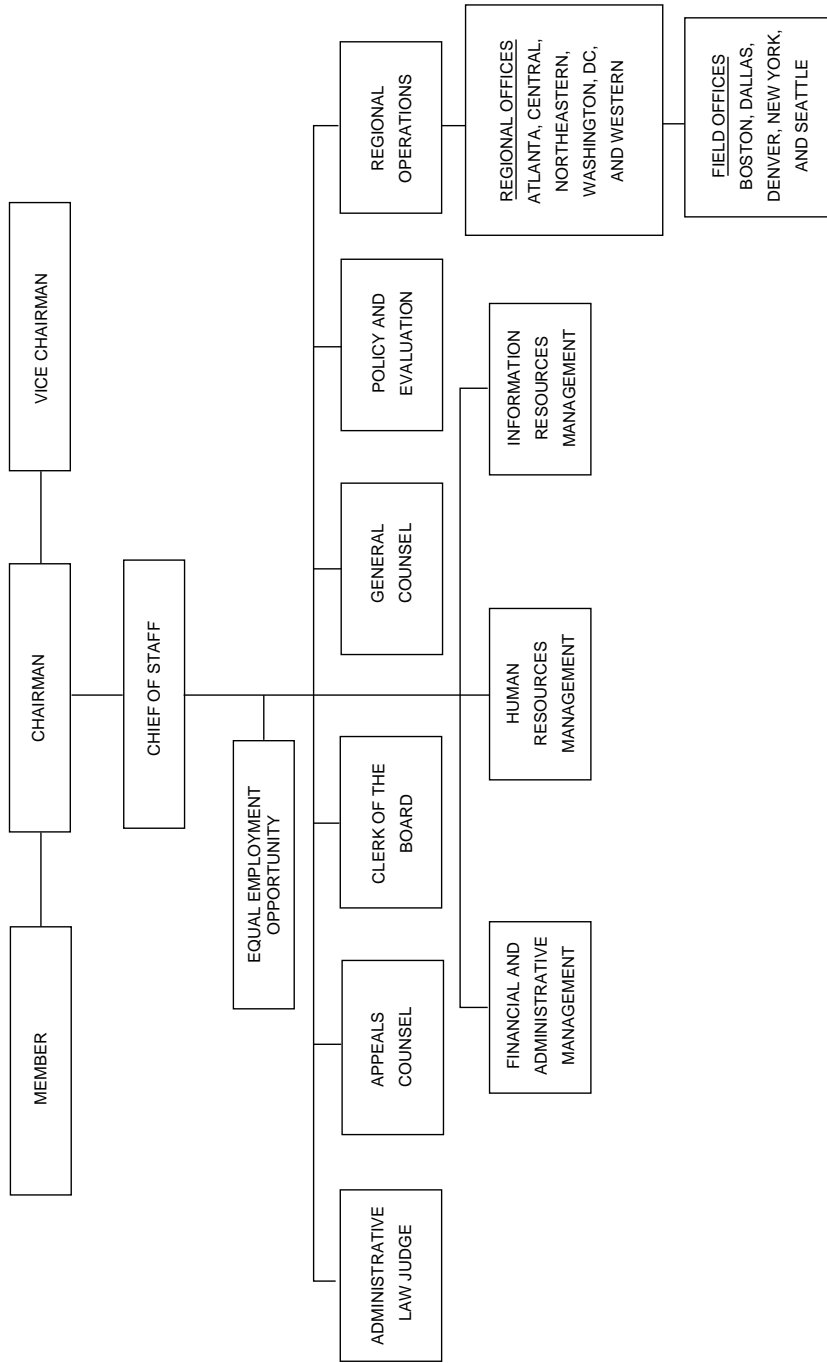 MEMBER
CHAIRMAN
VICE CHAIRMAN
CHIEF OF STAFF
EQUAL EMPLOYMENT
OPPORTUNITY
ADMINISTRATIVE
LAW JUDGE
APPEALS
COUNSEL
CLERK OF THE
BOARD
GENERAL
COUNSEL
POLICY AND
EVALUATION
REGIONAL
OPERATIONS
FINANCIAL AND
ADMINISTRATIVE
MANAGEMENT
HUMAN
RESOURCES
MANAGEMENT
INFORMATION
RESOURCES
MANAGEMENT
REGIONAL OFFICES
ATLANTA, CENTRAL,
NORTHEASTERN,
WASHINGTON, DC,
AND WESTERN
FIELD OFFICES
BOSTON, DALLAS,
DENVER, NEW YORK,
AND SEATTLE